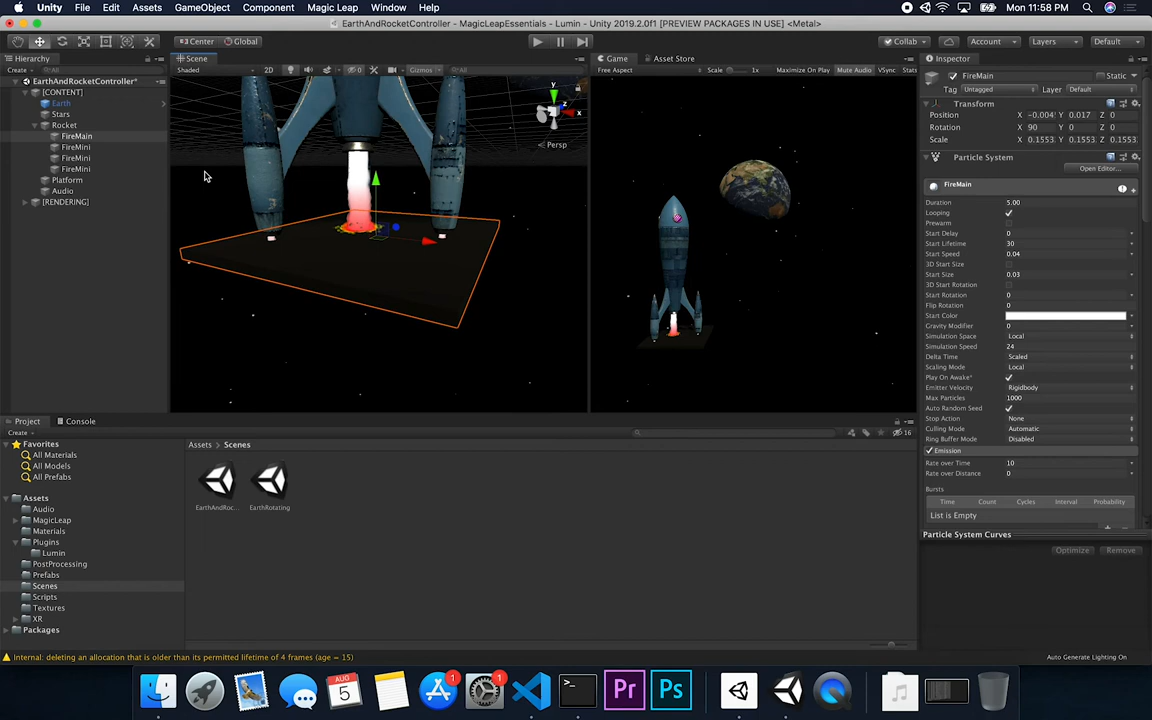 Unity File Edit Assets GameObject Component Magic Leap Window Help Mon 11:58 PM
EarthAndRocketController - MagicLeapEssentials - Lumin - Unity 2019.2.0f1 [PREVIEW PACKAGES IN USE] <Metal>
Center Global Collab Account Layers Default
Hierarchy Scene Game Asset Store Inspector
Create All Shaded 2D 0 Gizmos All Free Aspect Scale 1x Maximize On Play Mute Audio VSync Stats FireMain Static
EarthAndRocketController*
[CONTENT] Tag Untagged Layer Default
Earth Transform
Stars Position X -0.004 Y 0.017 Z 0
Rocket Rotation X 90 Y 0 Z 0
FireMain Scale X 0.1553 Y 0.1553 Z 0.1553
y z x
Persp
FireMini
FireMini
FireMini
Platform
Audio
[RENDERING]
Particle System
Open Editor...
FireMain
Duration 5.00
Looping
Prewarm
Start Delay 0
Start Lifetime 30
Start Speed 0.04
3D Start Size
Start Size 0.03
3D Start Rotation
Start Rotation 0
Flip Rotation 0
Start Color
Gravity Modifier 0
Simulation Space Local
Simulation Speed 24
Delta Time Scaled
Scaling Mode Local
Play On Awake*
Emitter Velocity Rigidbody
Max Particles 1000
Auto Random Seed
Stop Action None
Culling Mode Automatic
Ring Buffer Mode Disabled
Emission
Rate over Time 10
Rate over Distance 0
Bursts
Time Count Cycles Interval Probability
List is Empty
Particle System Curves
Optimize Remove
Project Console
Create 16
Favorites
All Materials
All Models
All Prefabs
Assets
Audio
MagicLeap
Materials
Plugins
Lumin
PostProcessing
Prefabs
Scenes
Scripts
Textures
XR
Packages
Assets Scenes
EarthAndRoc... EarthRotating
Internal: deleting an allocation that is older than its permitted lifetime of 4 frames (age = 15) Auto Generate Lighting On
AUG 5 1 1 >_ Pr Ps